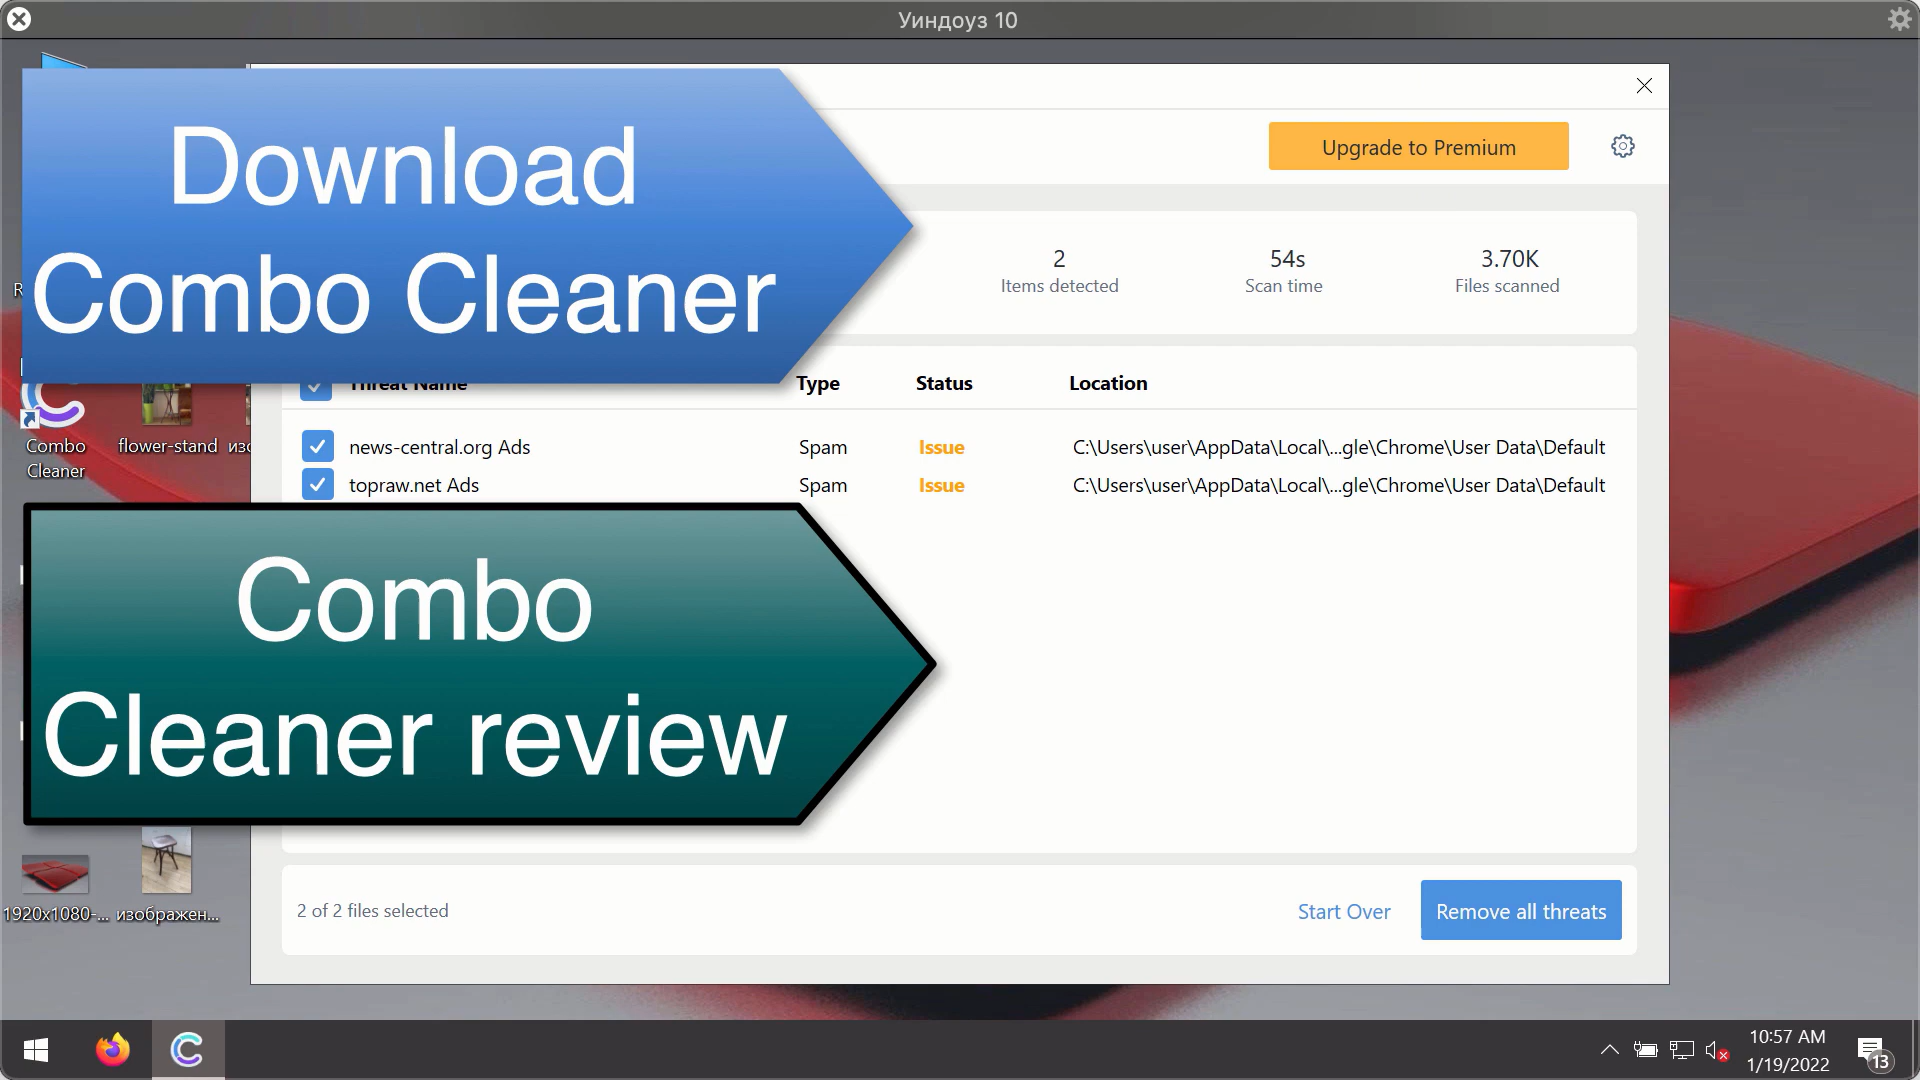 Уиндоуз 10
Download
Combo Cleaner
Upgrade to Premium
2
Items detected
54s
Scan time
3.70K
Files scanned
Threat Name Type Status Location
news-central.org Ads Spam Issue C:\Users\user\AppData\Local\...gle\Chrome\User Data\Default
topraw.net Ads Spam Issue C:\Users\user\AppData\Local\...gle\Chrome\User Data\Default
Combo
Cleaner
flower-stand
Combo
Cleaner review
1920x1080-...
изображен...
2 of 2 files selected
Start Over
Remove all threats
10:57 AM
1/19/2022
13